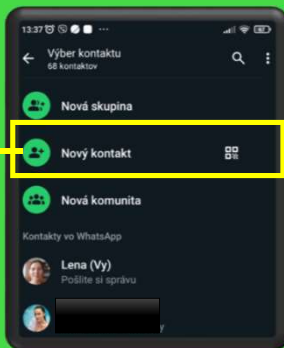 13:37
Výber kontaktu
68 kontaktov
Nová skupina
Nový kontakt
Nová komunita
Kontakty vo WhatsApp
Lena (Vy)
Pošlite si správu
y